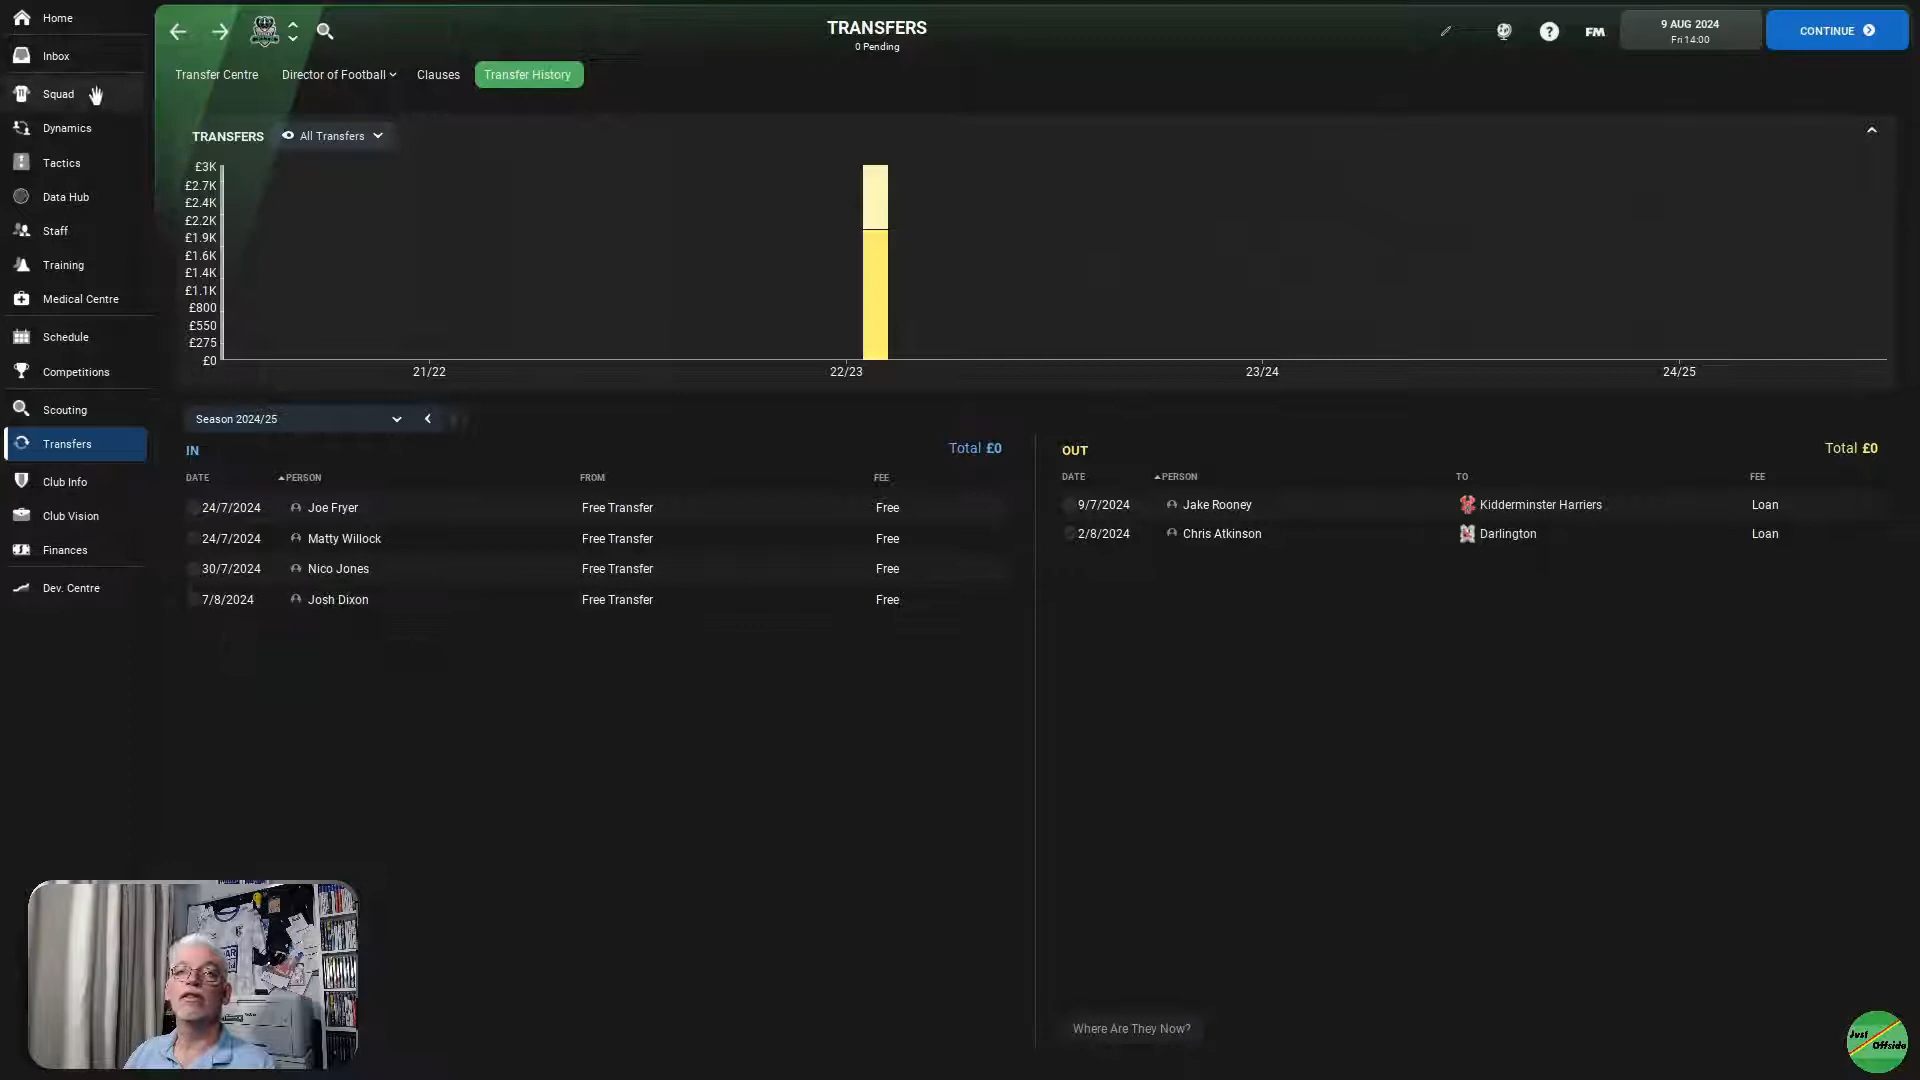 Home
Inbox
Squad
Dynamics
Tactics
Data Hub
Staff
Training
Medical Centre
Schedule
Competitions
Scouting
Transfers
Club Info
Club Vision
Finances
Dev. Centre
TRANSFERS
0 Pending
FM
9 AUG 2024
Fri 14:00
CONTINUE
Transfer Centre
Director of Football
Clauses
Transfer History
TRANSFERS All Transfers
£3K
£2.7K
£2.4K
£2.2K
£1.9K
£1.6K
£1.4K
£1.1K
£800
£550
£275
£0
21/22 22/23 23/24 24/25
Season 2024/25
IN Total £0
DATE PERSON FROM FEE
24/7/2024 Joe Fryer Free Transfer Free
24/7/2024 Matty Willock Free Transfer Free
30/7/2024 Nico Jones Free Transfer Free
7/8/2024 Josh Dixon Free Transfer Free
OUT Total £0
DATE PERSON TO FEE
9/7/2024 Jake Rooney Kidderminster Harriers Loan
2/8/2024 Chris Atkinson Darlington Loan
Where Are They Now?
Just
Offside